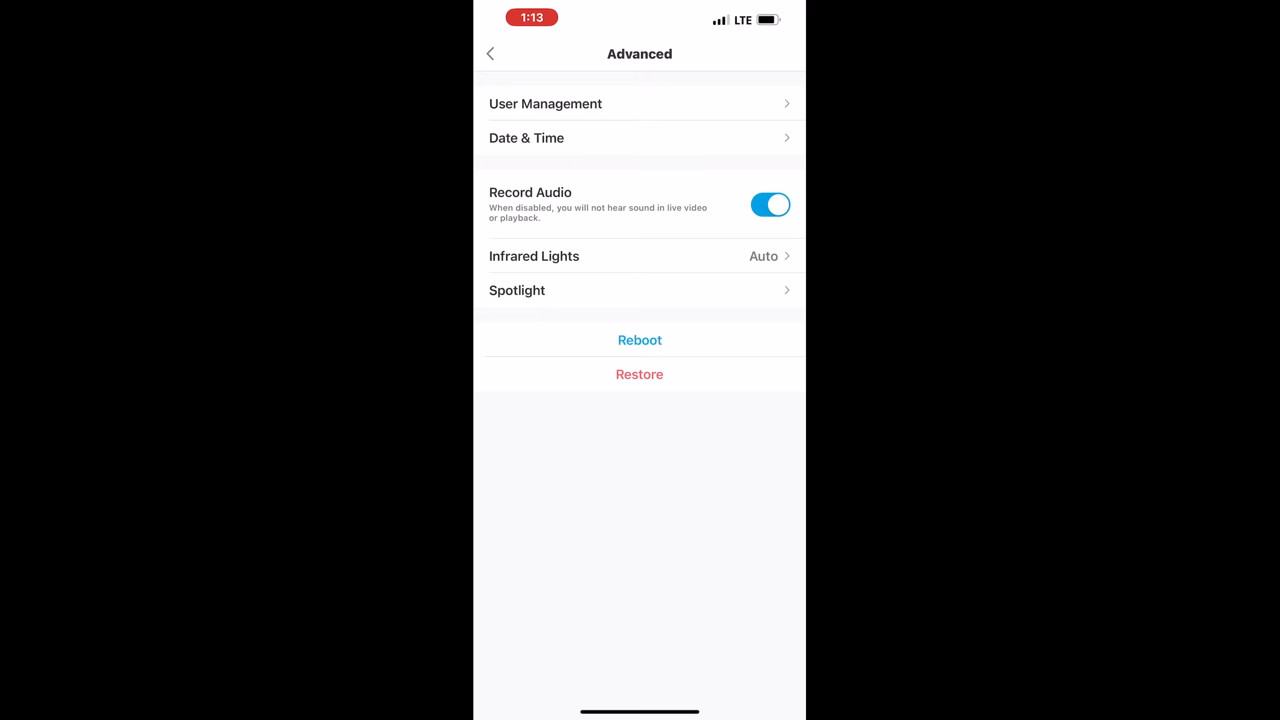 1:13
LTE
Advanced
User Management
Date & Time
Record Audio
When disabled, you will not hear sound in live video
or playback.
Infrared Lights
Auto
Spotlight
Reboot
Restore